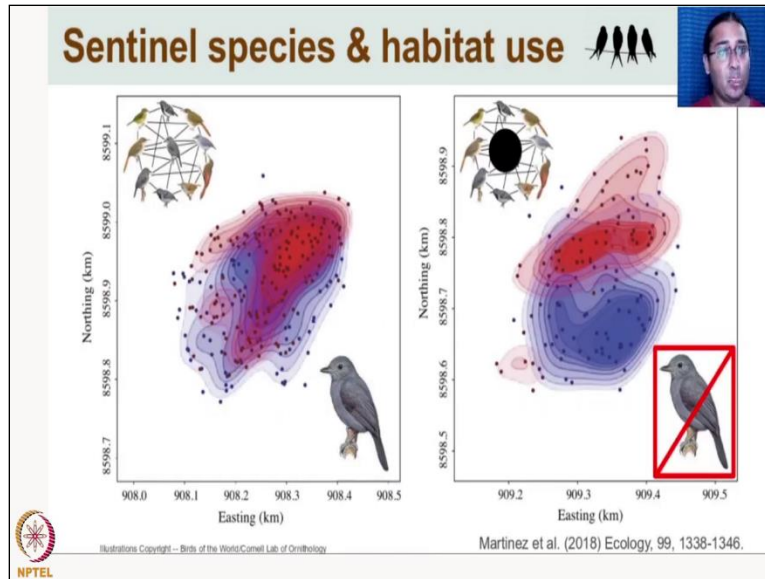 Sentinel species & habitat use
Northing (km)
8599.1
8599.0
8598.9
8598.8
8598.7
908.0 908.1 908.2 908.3 908.4 908.5
Easting (km)
Northing (km)
8598.9
8598.8
8598.7
8598.6
8598.5
909.2 909.3 909.4 909.5
Easting (km)
Illustrations Copyright -- Birds of the World/Cornell Lab of Ornithology
Martinez et al. (2018) Ecology, 99, 1338-1346.
NPTEL